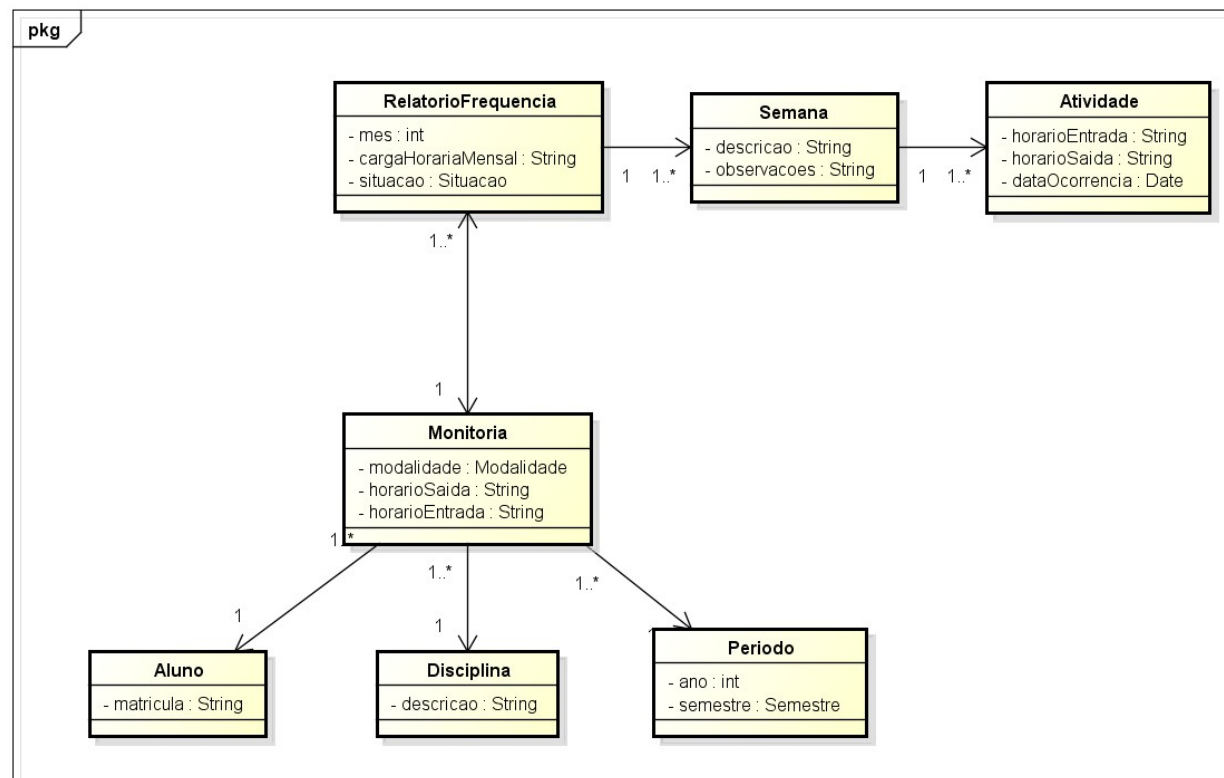 pkg
RelatorioFrequencia
- mes : int
- cargaHorariaMensal : String
- situacao : Situacao
Semana
- descricao : String
- observacoes : String
Atividade
- horarioEntrada : String
- horarioSaida : String
- dataOcorrencia : Date
1 1..*
1 1..*
1..*
1
Monitoria
- modalidade : Modalidade
- horarioSaida : String
- horarioEntrada : String
1..*
1..*
1..*
1
1
Aluno
- matricula : String
Disciplina
- descricao : String
Periodo
- ano : int
- semestre : Semestre